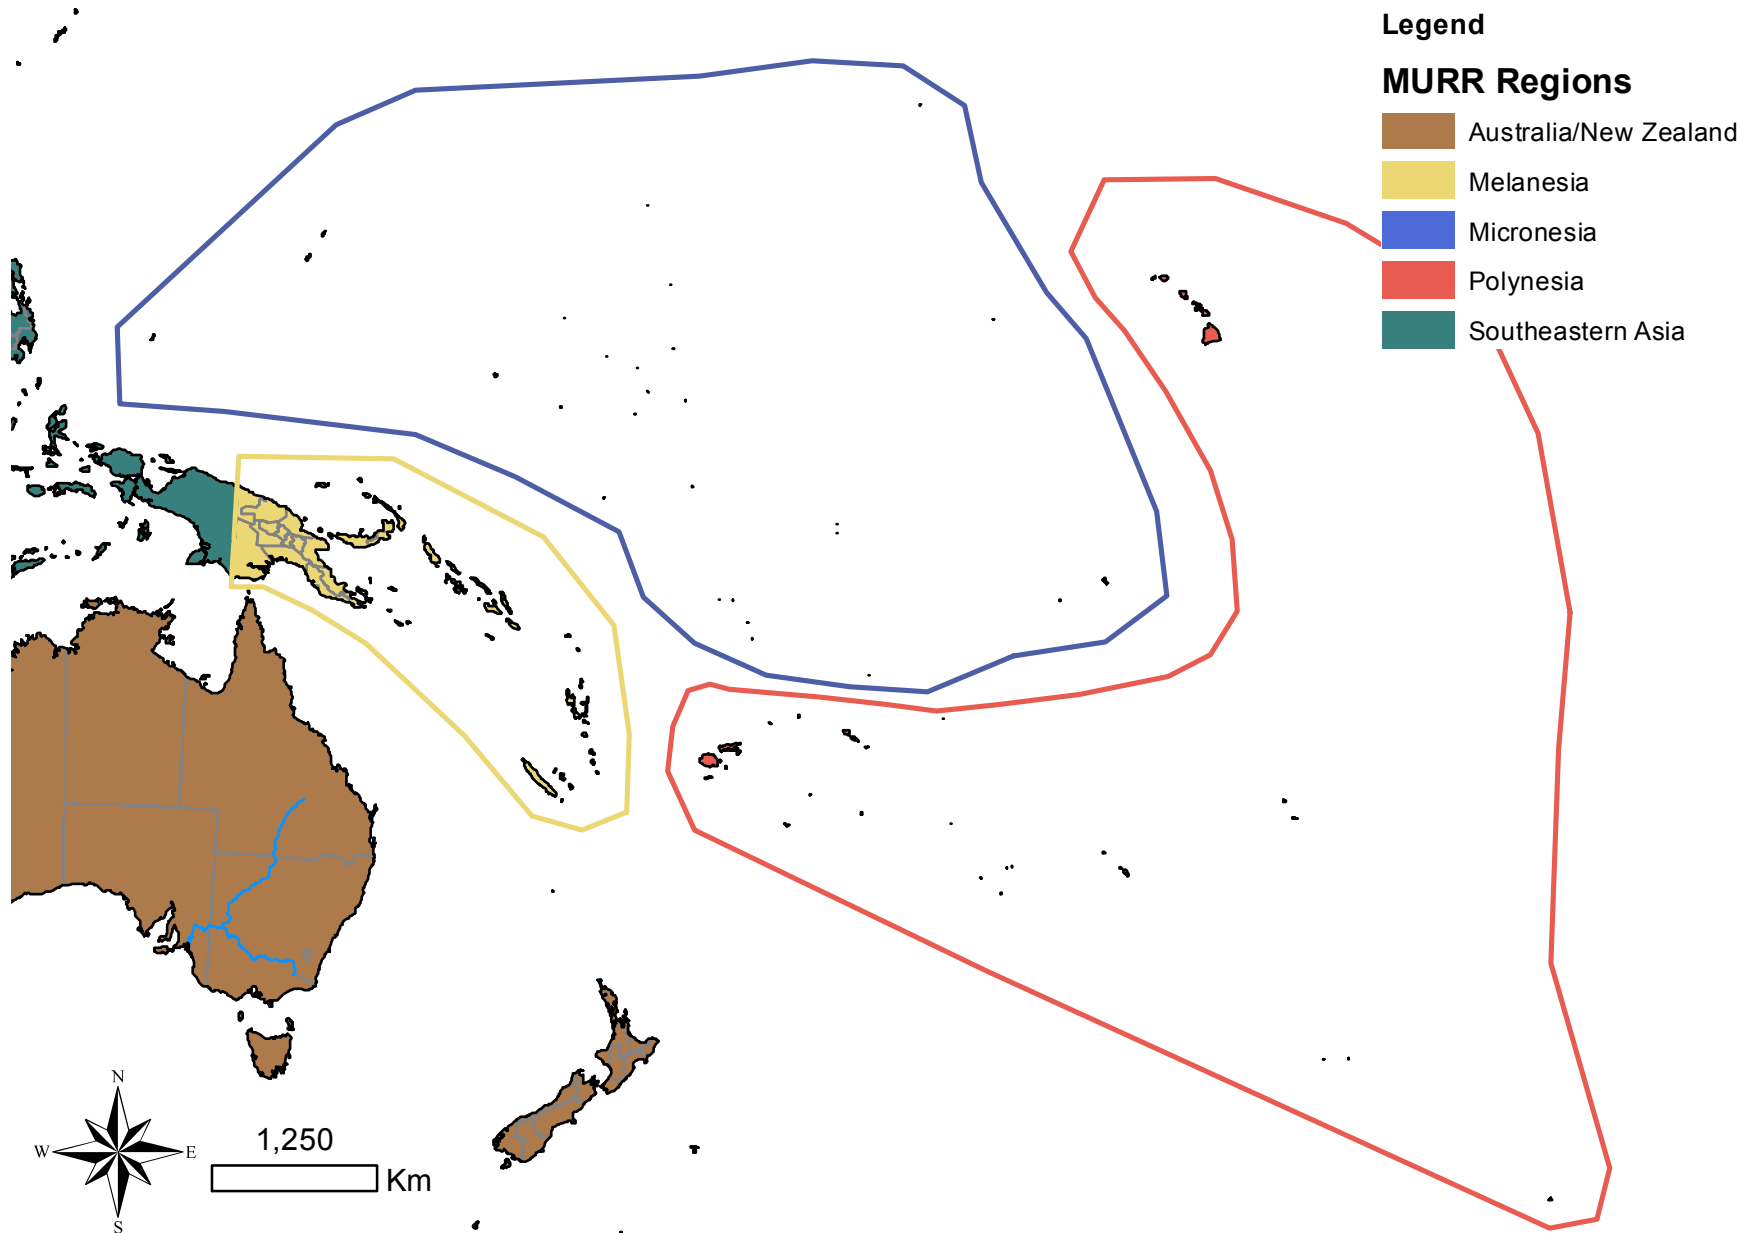 Legend
MURR Regions
Australia/New Zealand
Melanesia
Micronesia
Polynesia
Southeastern Asia
N
W E
S
1,250
Km